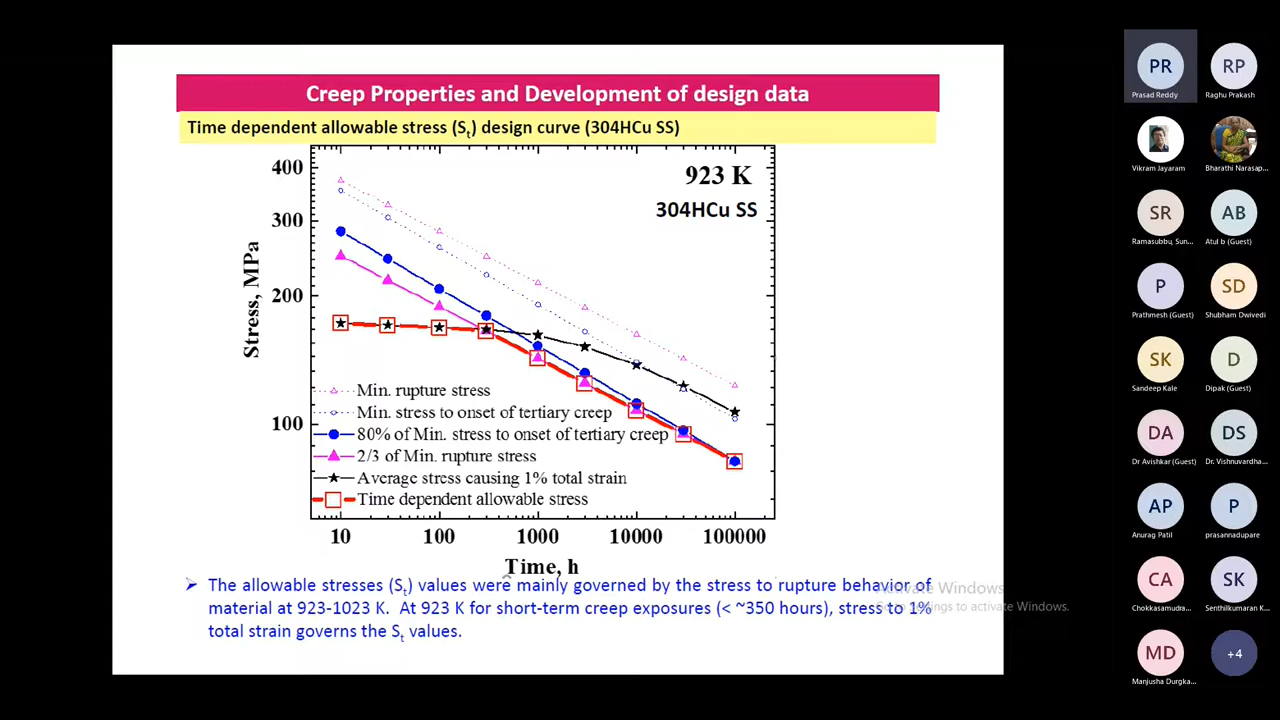 Creep Properties and Development of design data
Time dependent allowable stress (St) design curve (304HCu SS)
400
300
200
100
Stress, MPa
923 K
304HCu SS
Min. rupture stress
Min. stress to onset of tertiary creep
80% of Min. stress to onset of tertiary creep
2/3 of Min. rupture stress
Average stress causing 1% total strain
Time dependent allowable stress
10
100
1000
10000
100000
Time, h
➤ The allowable stresses (St) values were mainly governed by the stress to rupture behavior of
material at 923-1023 K. At 923 K for short-term creep exposures (< ~350 hours), stress to 1%
total strain governs the St values.
Activate Windows
Go to Settings to activate Windows.
PR
Prasad Reddy
RP
Raghu Prakash
Vikram Jayaram
Bharathi Narasap...
SR
Ramasubbu, Sun...
AB
Atul b (Guest)
P
Prathmesh (Guest)
SD
Shubham Dwivedi
SK
Sandeep Kale
D
Dipak (Guest)
DA
Dr Avishkar (Guest)
DS
Dr. Vishnuvardha...
AP
Anurag Patil
P
prasannadupare
CA
Chokkasamudra...
SK
Senthilkumaran K...
MD
Manjusha Durgka...
+4